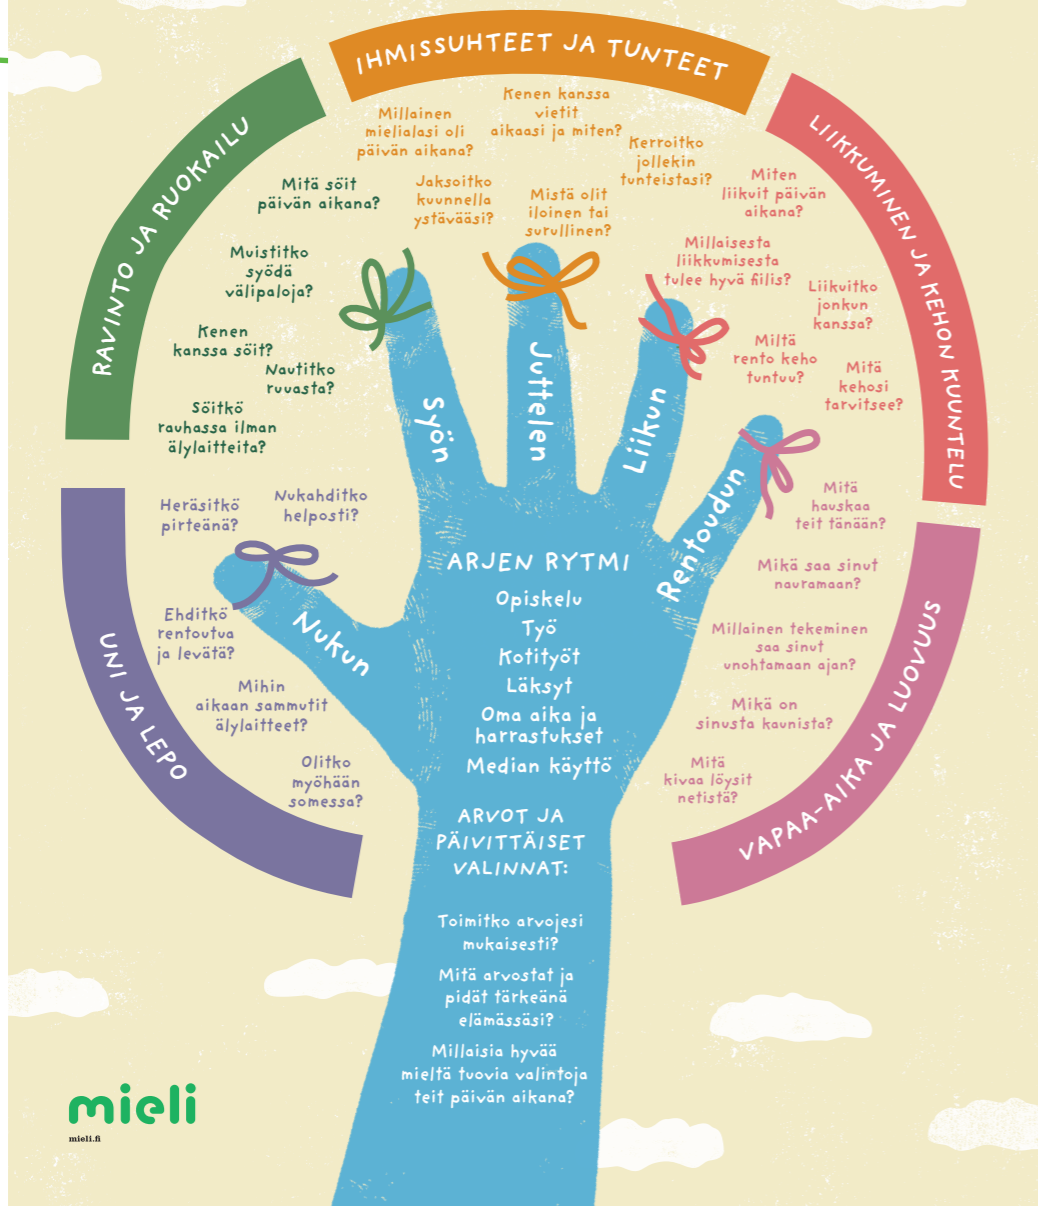 IHMISSUHTEET JA TUNTEET
Millainen
mielialasi oli
päivän aikana?
Kenen kanssa
vietit
aikaasi ja miten?
Kerroitko
jollekin
tunteistasi?
Jaksoitko
kuunnella
ystävääsi?
Mistä olit
iloinen tai
surullinen?
RAVINTO JA RUOKAILU
Mitä söit
päivän aikana?
Muistitko
syödä
välipaloja?
Kenen
kanssa söit?
Nautitko
ruuasta?
Söitkö
rauhassa ilman
älylaitteita?
LIIKKUMINEN JA KEHON KUUNTELU
Miten
liikuit päivän
aikana?
Millaisesta
liikkumisesta
tulee hyvä fiilis?
Liikuitko
jonkun
kanssa?
Miltä
rento keho
tuntuu?
Mitä
kehosi
tarvitsee?
UNI JA LEPO
Heräsitkö
pirteänä?
Nukahditko
helposti?
Ehditkö
rentoutua
ja levätä?
Mihin
aikaan sammutit
älylaitteet?
Olitko
myöhään
somessa?
VAPAA-AIKA JA LUOVUUS
Mitä
hauskaa
teit tänään?
Mikä saa sinut
nauramaan?
Millainen tekeminen
saa sinut
unohtamaan ajan?
Mikä on
sinusta kaunista?
Mitä
kivaa löysit
netistä?
Nukun
Syön
Juttelen
Liikun
Rentoudun
ARJEN RYTMI
Opiskelu
Työ
Kotityöt
Läksyt
Oma aika ja
harrastukset
Median käyttö
ARVOT JA
PÄIVITTÄISET
VALINNAT:
Toimitko arvojesi
mukaisesti?
Mitä arvostat ja
pidät tärkeänä
elämässäsi?
Millaisia hyvää
mieltä tuovia valintoja
teit päivän aikana?
mieli
mieli.fi